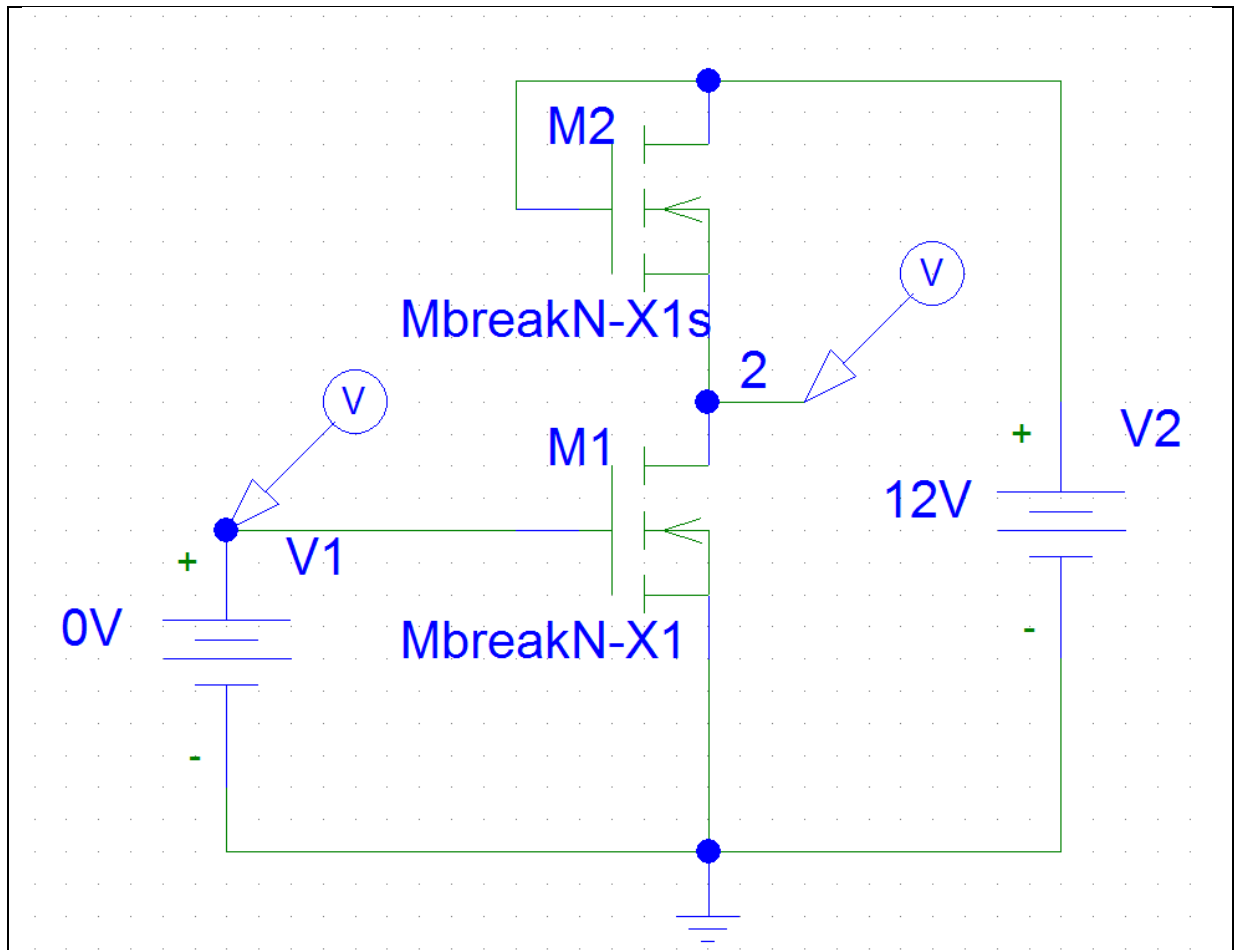 M2
V
MbreakN-X1s
2
V
M1
+
V2
12V
+
V1
0V
MbreakN-X1
-
-